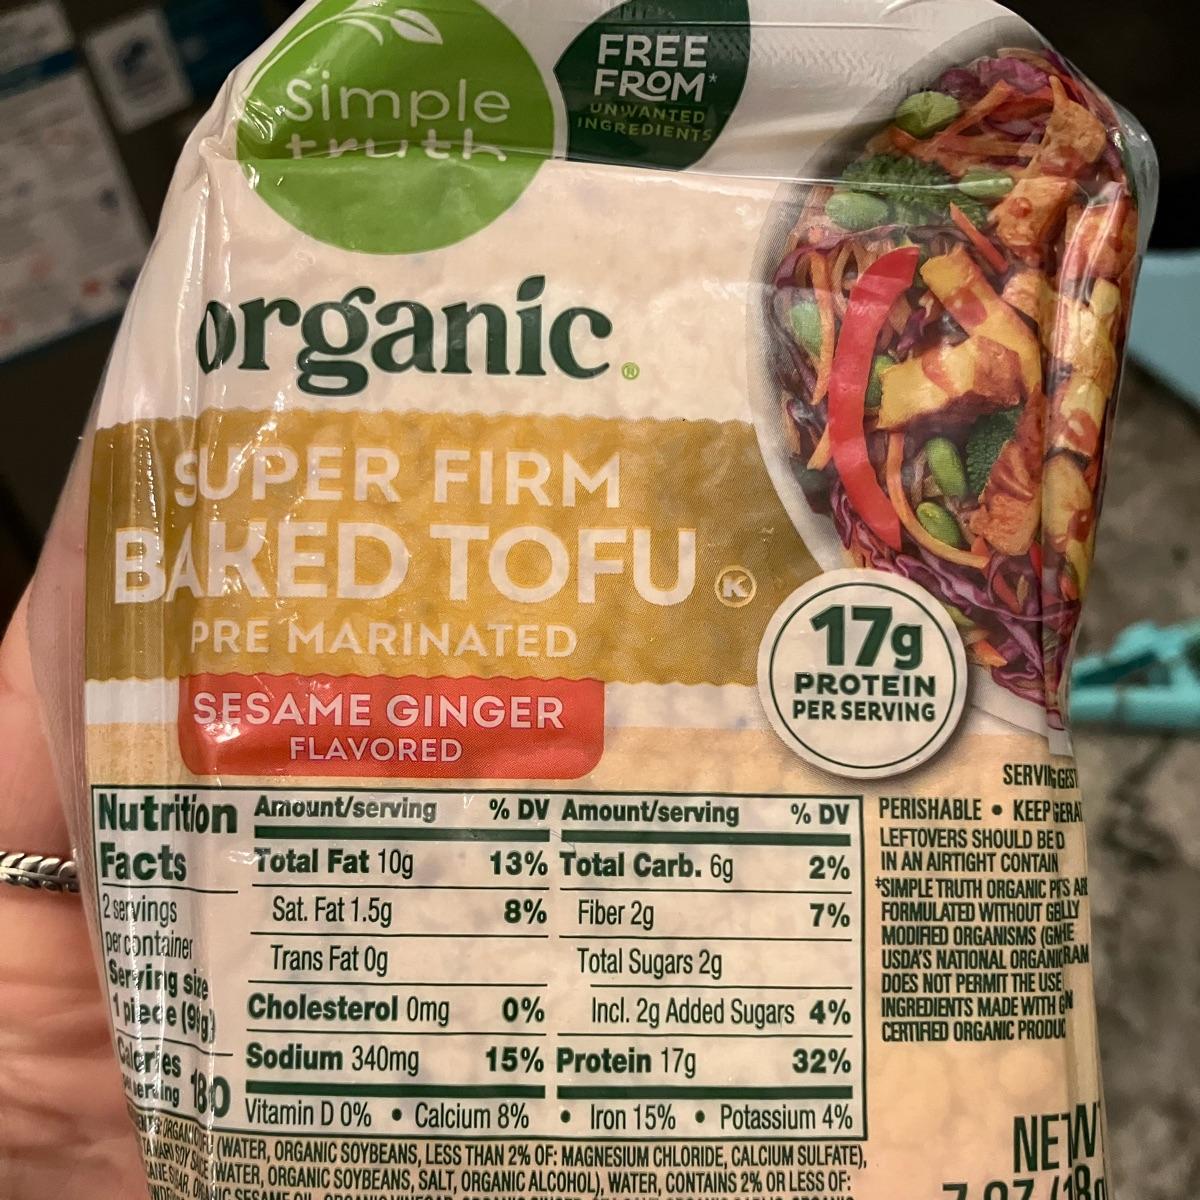 Simple
truth
FREE
FROM*
UNWANTED
INGREDIENTS
organic®
SUPER FIRM
BAKED TOFU K
PRE MARINATED
SESAME GINGER
FLAVORED
17g
PROTEIN
PER SERVING
Nutrition
Facts
2 servings
per container
Serving size
1 piece
Calories
per serving 180
Amount/serving % DV
Total Fat 10g 13%
Sat. Fat 1.5g 8%
Trans Fat 0g
Cholesterol 0mg 0%
Sodium 340mg 15%
Amount/serving % DV
Total Carb. 6g 2%
Fiber 2g 7%
Total Sugars 2g
Incl. 2g Added Sugars 4%
Protein 17g 32%
Vitamin D 0% • Calcium 8% • Iron 15% • Potassium 4%
PERISHABLE • KEEP
LEFTOVERS SHOULD BE
IN AN AIRTIGHT
*SIMPLE TRUTH ORGANIC
FORMULATED WITHOUT
MODIFIED ORGANISMS
USDA'S NATIONAL ORGANIC
DOES NOT PERMIT THE USE
INGREDIENTS MADE WITH
CERTIFIED ORGANIC
(WATER, ORGANIC SOYBEANS, LESS THAN 2% OF: MAGNESIUM CHLORIDE, CALCIUM SULFATE),
SOY SAUCE (WATER, ORGANIC SOYBEANS, SALT, ORGANIC ALCOHOL), WATER, CONTAINS 2% OR LESS OF:
NET